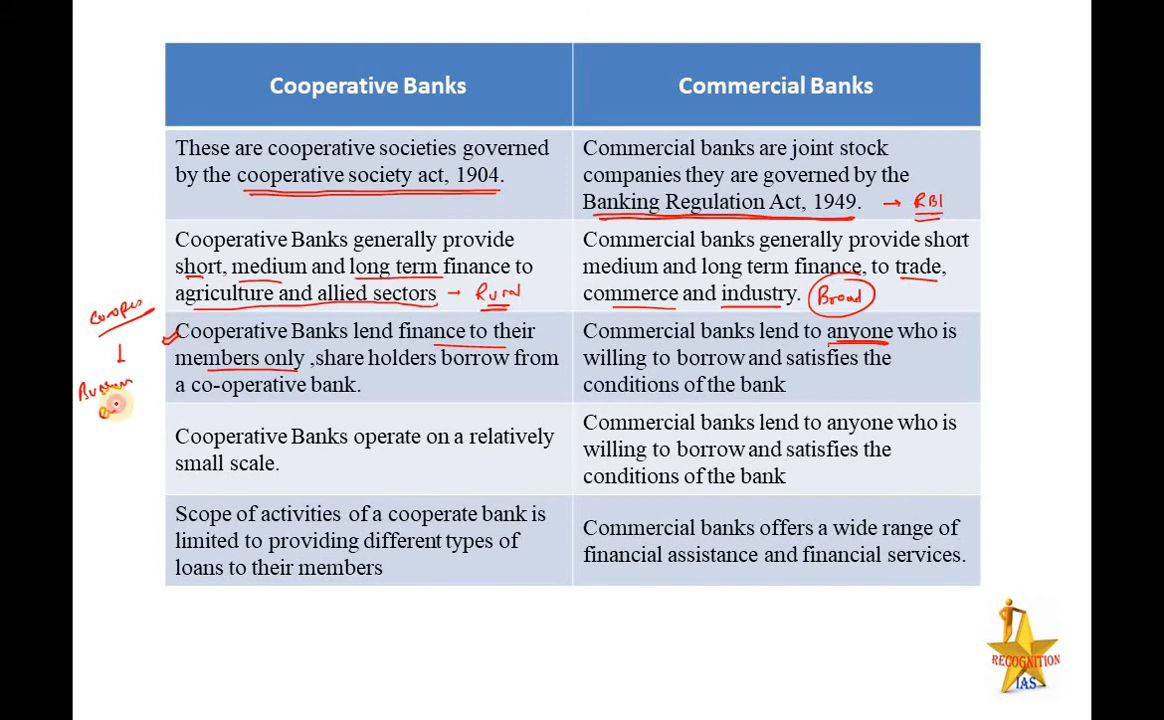 Cooperative Banks
Commercial Banks
These are cooperative societies governed
by the cooperative society act, 1904.
Commercial banks are joint stock
companies they are governed by the
Banking Regulation Act, 1949. → RBI
Cooperative Banks generally provide
short, medium and long term finance to
agriculture and allied sectors – Rural
Commercial banks generally provide short
medium and long term finance, to trade,
commerce and industry. Broad
Cooperative Banks lend finance to their
members only ,share holders borrow from
a co-operative bank.
Commercial banks lend to anyone who is
willing to borrow and satisfies the
conditions of the bank
Cooperative Banks operate on a relatively
small scale.
Commercial banks lend to anyone who is
willing to borrow and satisfies the
conditions of the bank
Scope of activities of a cooperate bank is
limited to providing different types of
loans to their members
Commercial banks offers a wide range of
financial assistance and financial services.
RECOGNITION
IAS